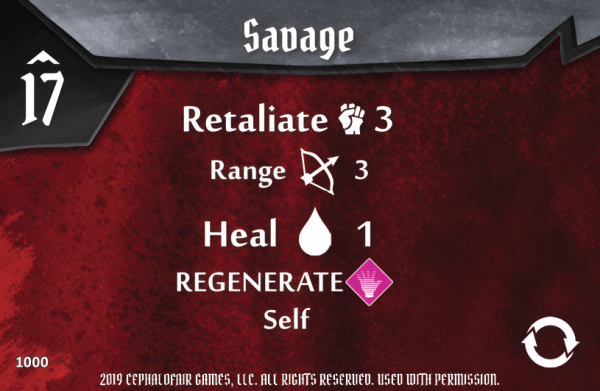 Savage
17
Retaliate 3
Range 3
Heal 1
REGENERATE
Self
1000
2019 CEPHALOFAIR GAMES, LLC. ALL RIGHTS RESERVED. USED WITH PERMISSION.